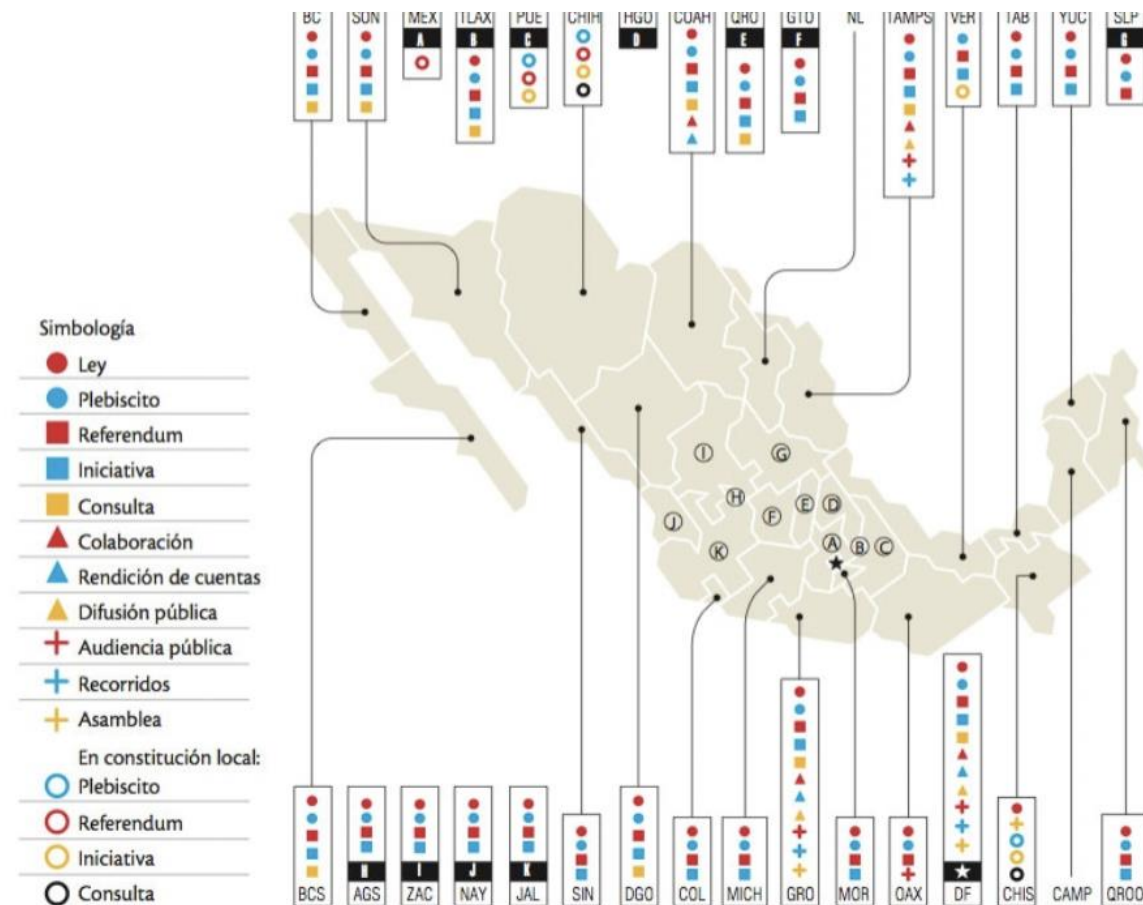 BC SON MEX TLAX PUE CHIH HGO COAH QRO GTO NL TAMPS VER TAB YUC SLP
A B C D E F G
Simbología
Ley
Plebiscito
Referendum
Iniciativa
Consulta
Colaboración
Rendición de cuentas
Difusión pública
Audiencia pública
Recorridos
Asamblea
En constitución local:
Plebiscito
Referendum
Iniciativa
Consulta
I G
H E D
J F
K A B C
H I J K
BCS AGS ZAC NAY JAL SIN DGO COL MICH GRO MOR OAX DF CHIS CAMP QROO